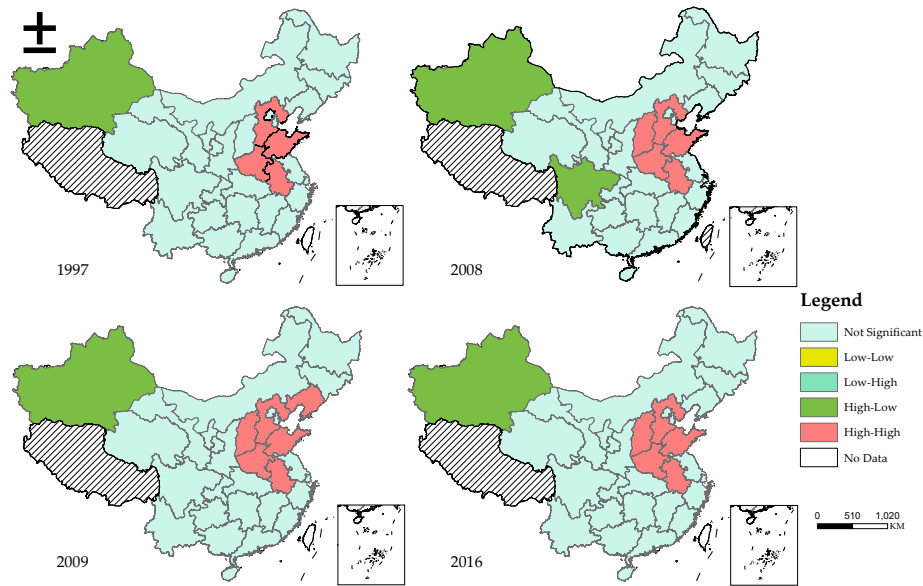 1997
2008
2009
2016
Legend
Not Significant
Low-Low
Low-High
High-Low
High-High
No Data
0 510 1,020
KM